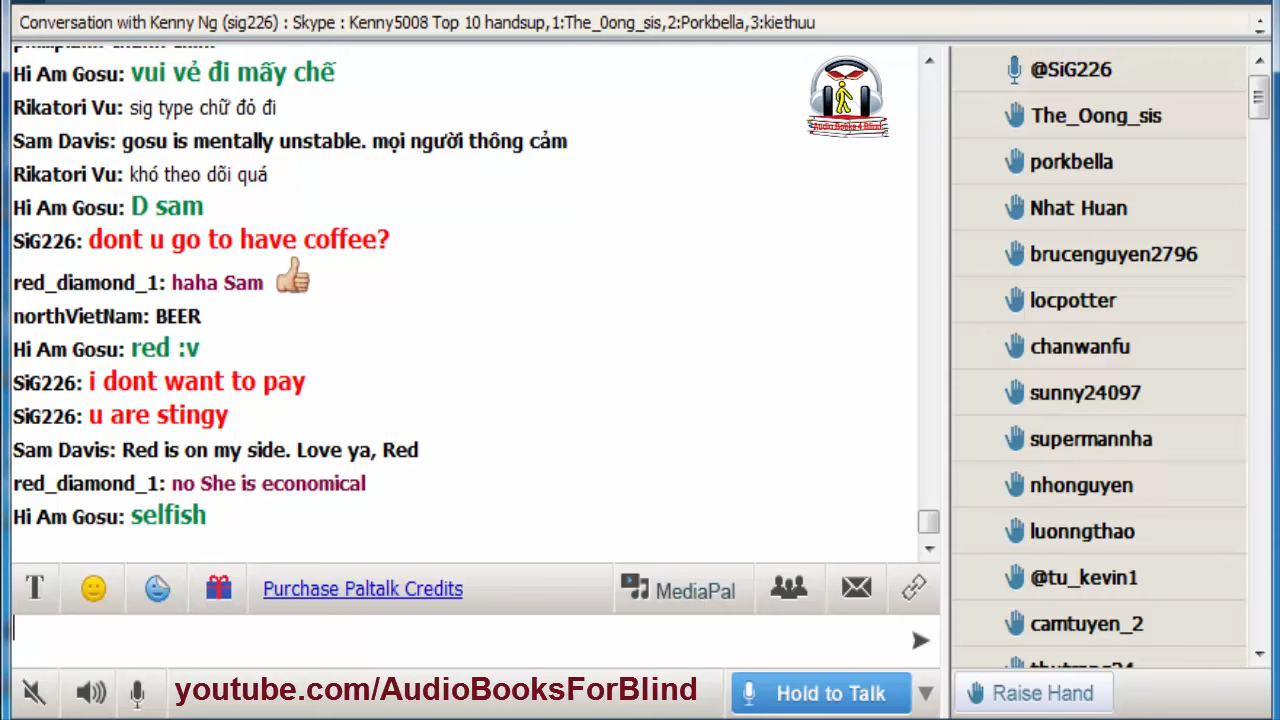 Conversation with Kenny Ng (sig226) : Skype : Kenny5008 Top 10 handsup,1:The_0ong_sis,2:Porkbella,3:kiethuu
Hi Am Gosu: vui vẻ đi mấy chế
Rikatori Vu: sig type chữ đỏ đi
Sam Davis: gosu is mentally unstable. mọi người thông cảm
Rikatori Vu: khó theo dõi quá
Hi Am Gosu: D sam
SiG226: dont u go to have coffee?
red_diamond_1: haha Sam
northVietNam: BEER
Hi Am Gosu: red :v
SiG226: i dont want to pay
SiG226: u are stingy
Sam Davis: Red is on my side. Love ya, Red
red_diamond_1: no She is economical
Hi Am Gosu: selfish
Audio Books 4 Blind
@SiG226
The_Oong_sis
porkbella
Nhat Huan
brucenguyen2796
locpotter
chanwanfu
sunny24097
supermannha
nhonguyen
luonngthao
@tu_kevin1
camtuyen_2
T
Purchase Paltalk Credits
MediaPal
youtube.com/AudioBooksForBlind
Hold to Talk
Raise Hand